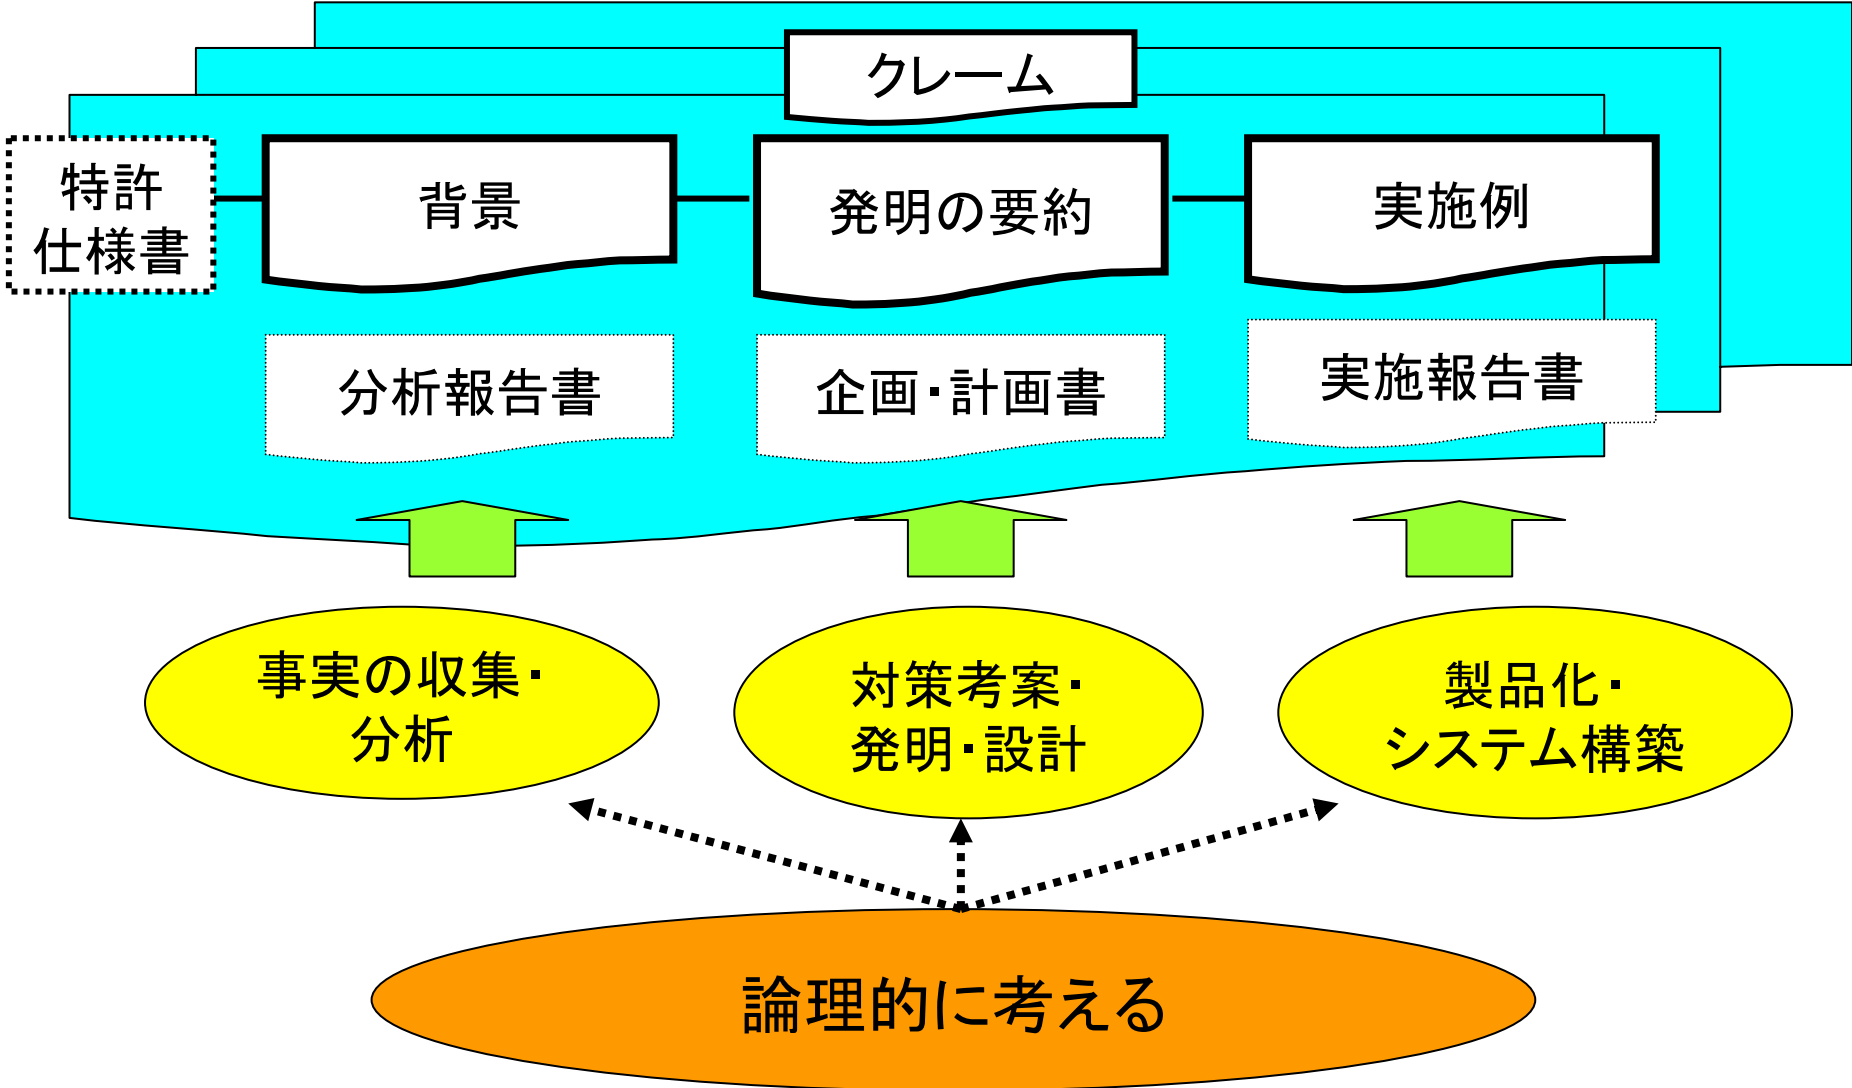 クレーム
特許
仕様書
背景
発明の要約
実施例
分析報告書
企画・計画書
実施報告書
事実の収集・
分析
対策考案・
発明・設計
製品化・
システム構築
論理的に考える